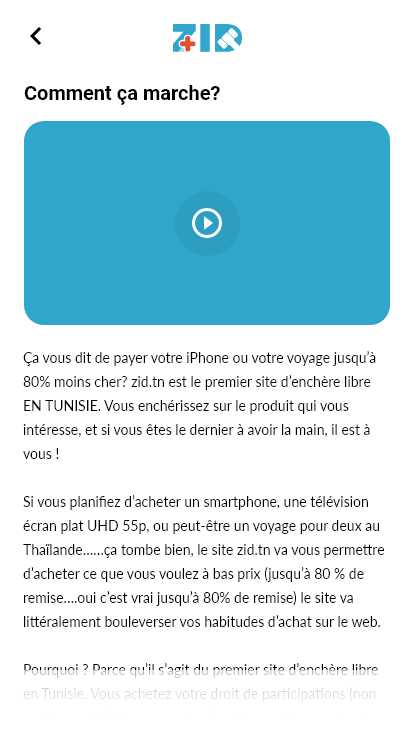 ZID
Comment ça marche?
Ça vous dit de payer votre iPhone ou votre voyage jusqu’à
80% moins cher? zid.tn est le premier site d’enchère libre
EN TUNISIE. Vous enchérissez sur le produit qui vous
intéresse, et si vous êtes le dernier à avoir la main, il est à
vous !
Si vous planifiez d’acheter un smartphone, une télévision
écran plat UHD 55p, ou peut-être un voyage pour deux au
Thaïlande......ça tombe bien, le site zid.tn va vous permettre
d’acheter ce que vous voulez à bas prix (jusqu’à 80 % de
remise....oui c’est vrai jusqu’à 80% de remise) le site va
littéralement bouleverser vos habitudes d’achat sur le web.
Pourquoi ? Parce qu’il s’agit du premier site d’enchère libre
en Tunisie. Vous achetez votre droit de participations (non